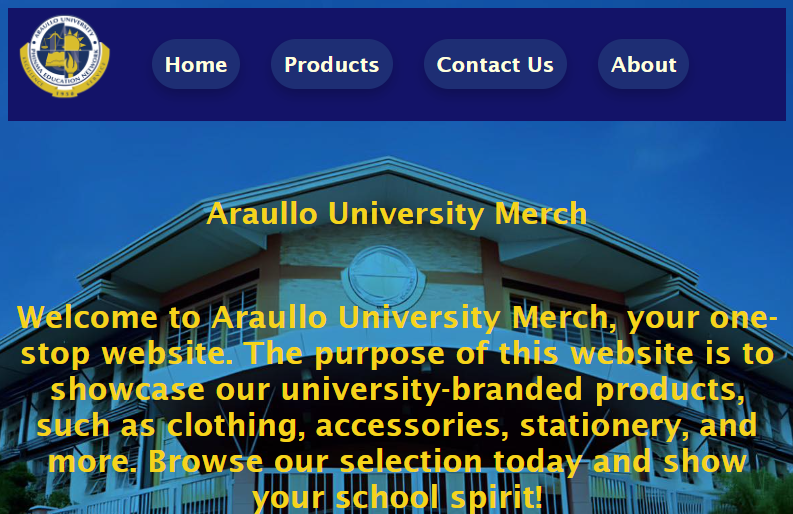 ARAULLO UNIVERSITY
PHINMA EDUCATION NETWORK
Home
Products
Contact Us
About
Araullo University Merch
Welcome to Araullo University Merch, your one-
stop website. The purpose of this website is to
showcase our university-branded products,
such as clothing, accessories, stationery, and
more. Browse our selection today and show
your school spirit!